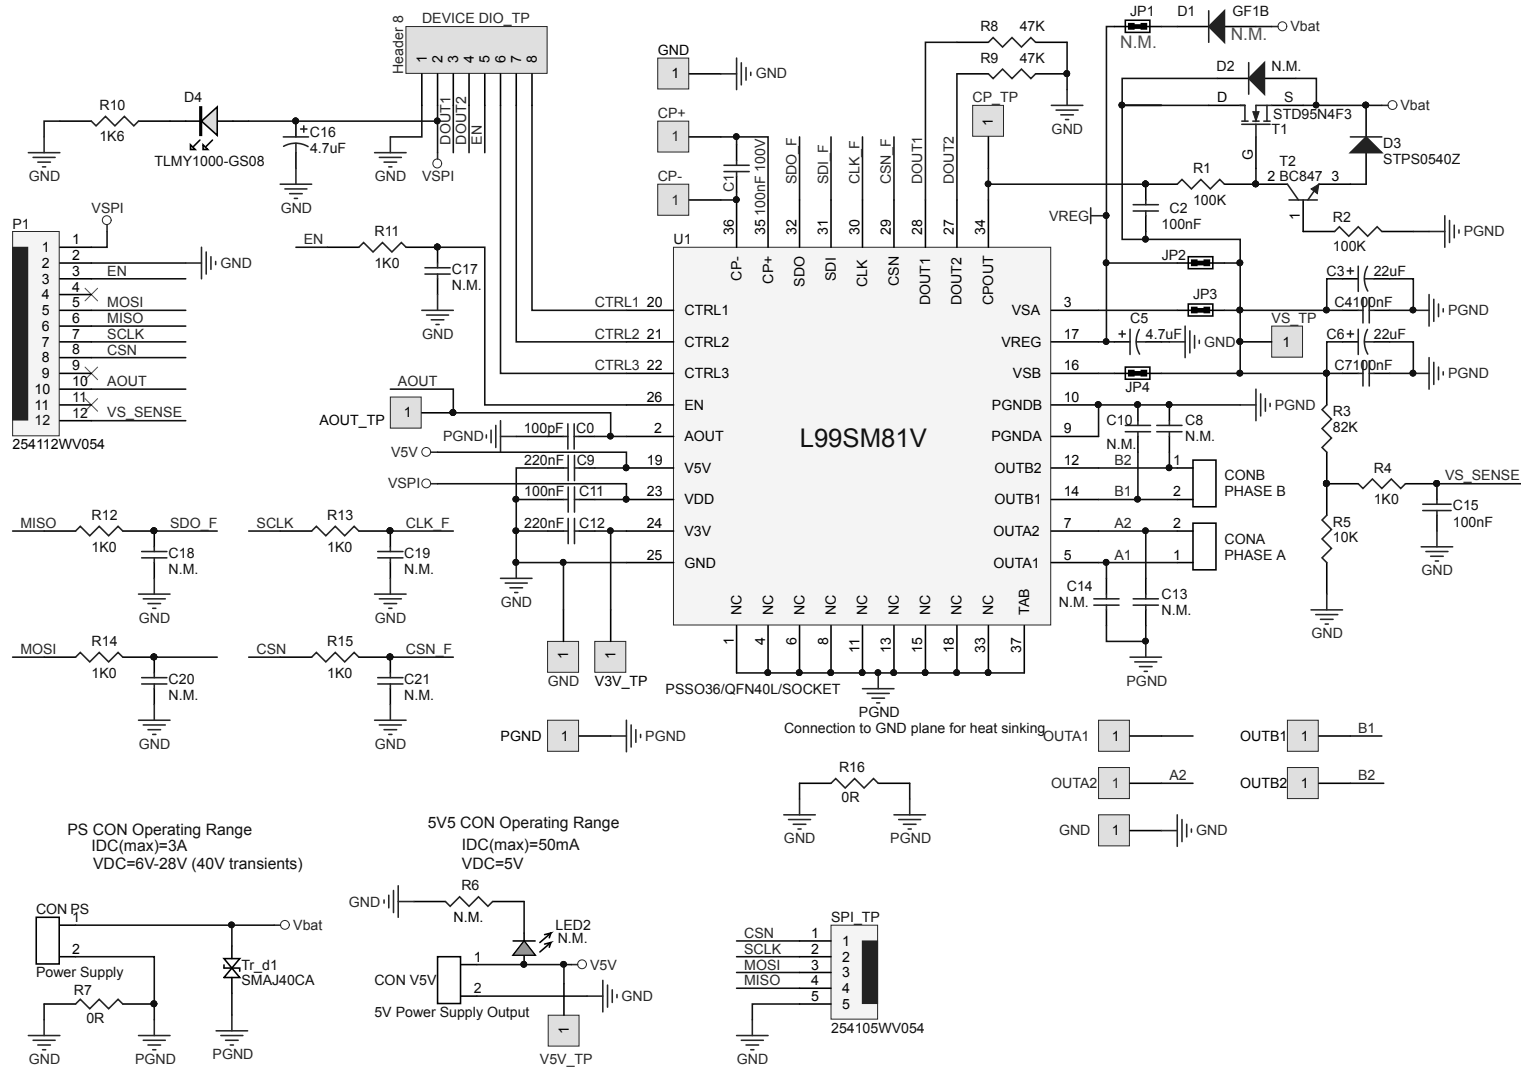 DEVICE DIO_TP
Header 8
1 2 3 4 5 6 7 8
DOUT1
DOUT2
EN
VSPI
GND
R10
1K6
D4
TLMY1000-GS08
+ C16
4.7uF
GND
GND
GND
1
GND
CP+
1
CP-
1
C1
100nF 100V
SDO_F
SDI_F
CLK_F
CSN_F
DOUT1
DOUT2
R8 47K
R9 47K
GND
CP_TP
1
JP1
N.M.
D1
GF1B
N.M.
Vbat
D2
N.M.
D
S
G
STD95N4F3
T1
Vbat
D3
STPS0540Z
R1
100K
T2
BC847
2
3
1
C2
100nF
R2
100K
PGND
VREG
P1
VSPI
1 1
2 2
GND
3 3 EN
4 4
5 5 MOSI
6 6 MISO
7 7 SCLK
8 8 CSN
9 9
10 10 AOUT
11 11
12 12 VS_SENSE
254112WV054
EN
R11
1K0
C17
N.M.
GND
U1
36 35 32 31 30 29 28 27 34
CP- CP+ SDO SDI CLK CSN DOUT1 DOUT2 CPOUT
CTRL1 20 CTRL1
CTRL2 21 CTRL2
CTRL3 22 CTRL3
26 EN
2 AOUT
19 V5V
23 VDD
24 V3V
25 GND
L99SM81V
VSA 3
VREG 17
VSB 16
PGNDB 10
PGNDA 9
OUTB2 12 B2
OUTB1 14 B1
OUTA2 7 A2
OUTA1 5 A1
NC NC NC NC NC NC NC NC NC TAB
1 4 6 8 11 13 15 18 33 37
PSSO36/QFN40L/SOCKET
PGND
Connection to GND plane for heat sinking
AOUT
1
AOUT_TP
PGND
100pF C0
V5V
220nF C9
VSPI
100nF C11
220nF C12
GND
1
GND
1
V3V_TP
PGND
1
PGND
JP2
JP3
JP4
+ C5
4.7uF
GND
VS_TP
1
C3 + 22uF
C4 100nF
PGND
C6 + 22uF
C7 100nF
PGND
C10
N.M.
C8
N.M.
PGND
1
2
CONB
PHASE B
2
1
CONA
PHASE A
C14
N.M.
C13
N.M.
PGND
R3
82K
R4
1K0
VS_SENSE
C15
100nF
GND
R5
10K
GND
MISO
R12
1K0
SDO_F
C18
N.M.
GND
SCLK
R13
1K0
CLK_F
C19
N.M.
GND
MOSI
R14
1K0
C20
N.M.
GND
CSN
R15
1K0
CSN_F
C21
N.M.
GND
R16
0R
GND
PGND
OUTA1
1
OUTA2
1
A2
GND
1
GND
OUTB1
1
B1
OUTB2
1
B2
PS CON Operating Range
IDC(max)=3A
VDC=6V-28V (40V transients)
CON PS
1
2
Vbat
Power Supply
R7
0R
GND
PGND
Tr_d1
SMAJ40CA
PGND
5V5 CON Operating Range
IDC(max)=50mA
VDC=5V
GND
R6
N.M.
LED2
N.M.
CON V5V
1
2
V5V
GND
5V Power Supply Output
1
V5V_TP
SPI_TP
CSN 1 1
SCLK 2 2
MOSI 3 3
MISO 4 4
5 5
254105WV054
GND